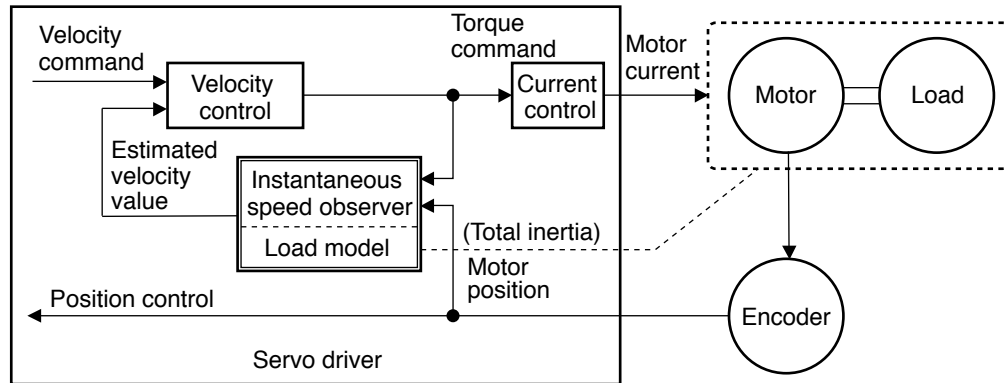 Velocity
command
Velocity
control
Torque
command
Current
control
Motor
current
Motor
Load
Estimated
velocity
value
Instantaneous
speed observer
Load model
(Total inertia)
Motor
position
Position control
Encoder
Servo driver